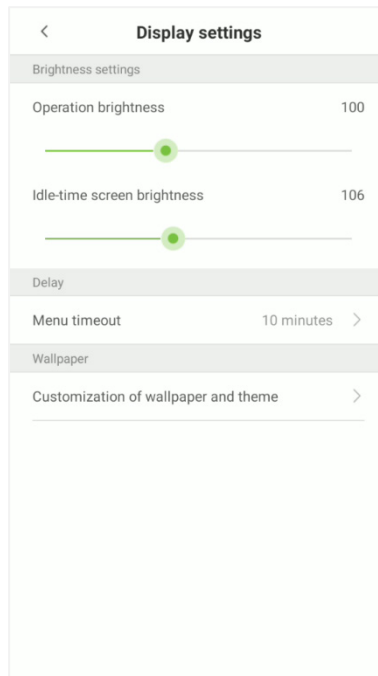 Display settings
Brightness settings
Operation brightness 100
Idle-time screen brightness 106
Delay
Menu timeout 10 minutes
Wallpaper
Customization of wallpaper and theme